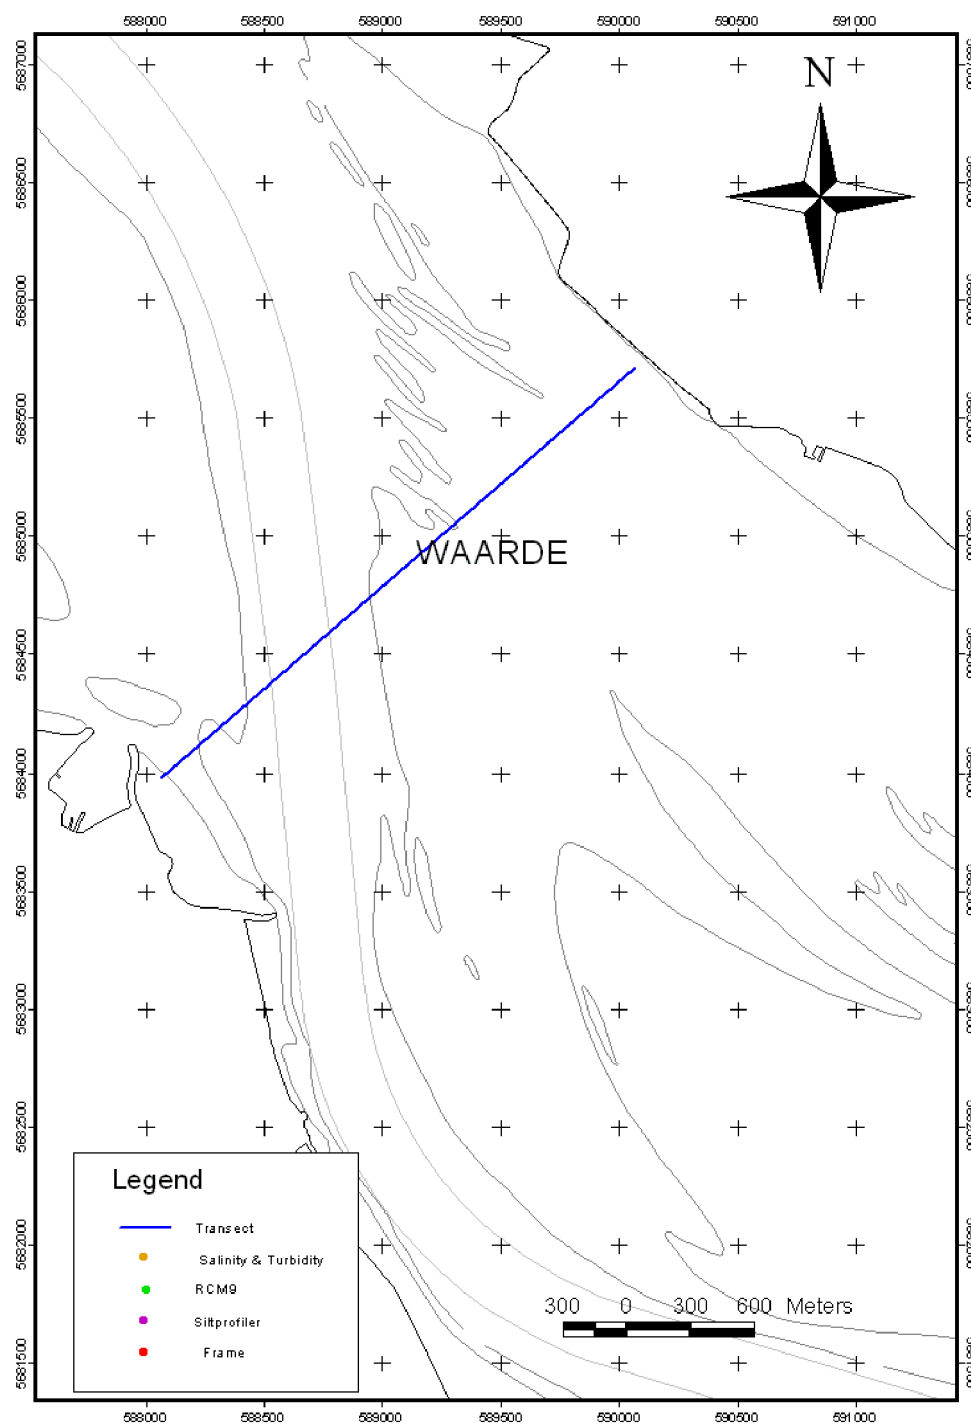 588000 588500 589000 589500 590000 590500 591000
N
5687000
5686500
5686000
5685500
5685000
5684500
5684000
5683500
5683000
5682500
5682000
5681500
WAARDE
Legend
Transect
Salinity & Turbidity
RCM9
Siltprofiler
Frame
300 0 300 600 Meters
588000 588500 589000 589500 590000 590500 591000